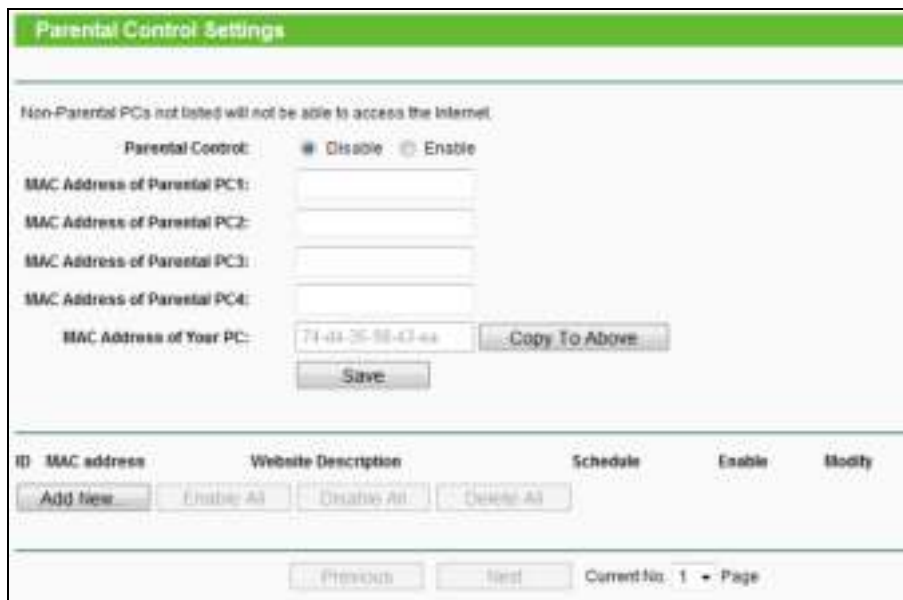 Parental Control Settings
Non-Parental PCs not listed will not be able to access the Internet.
Parental Control: Disable Enable
MAC Address of Parental PC1:
MAC Address of Parental PC2:
MAC Address of Parental PC3:
MAC Address of Parental PC4:
MAC Address of Your PC: Copy To Above
Save
ID MAC address Website Description Schedule Enable Modify
Add New... Enable All Disable All Delete All
Previous Next Current No. 1 Page